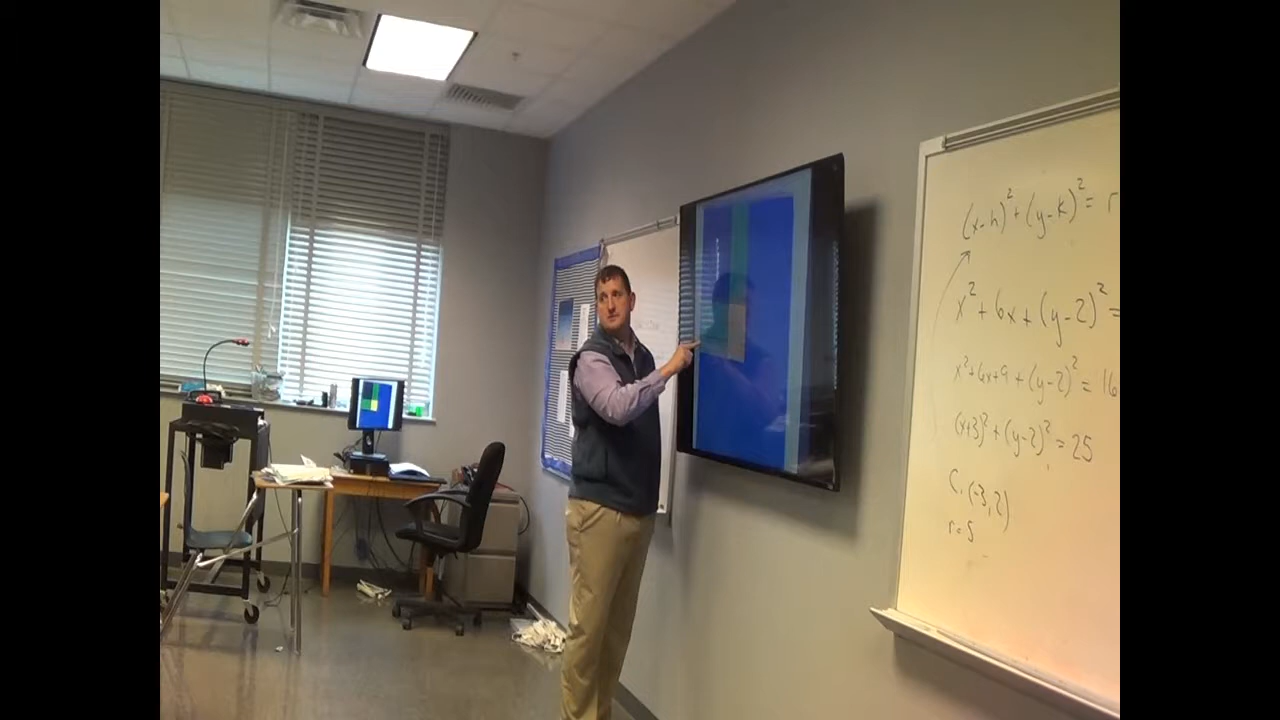 (x-h)²+(y-k)²= r
x²+6x+(y-2)²=
x²+6x+9+(y-2)²=16
(x+3)²+(y-2)²=25
C. (-3,2)
r=5